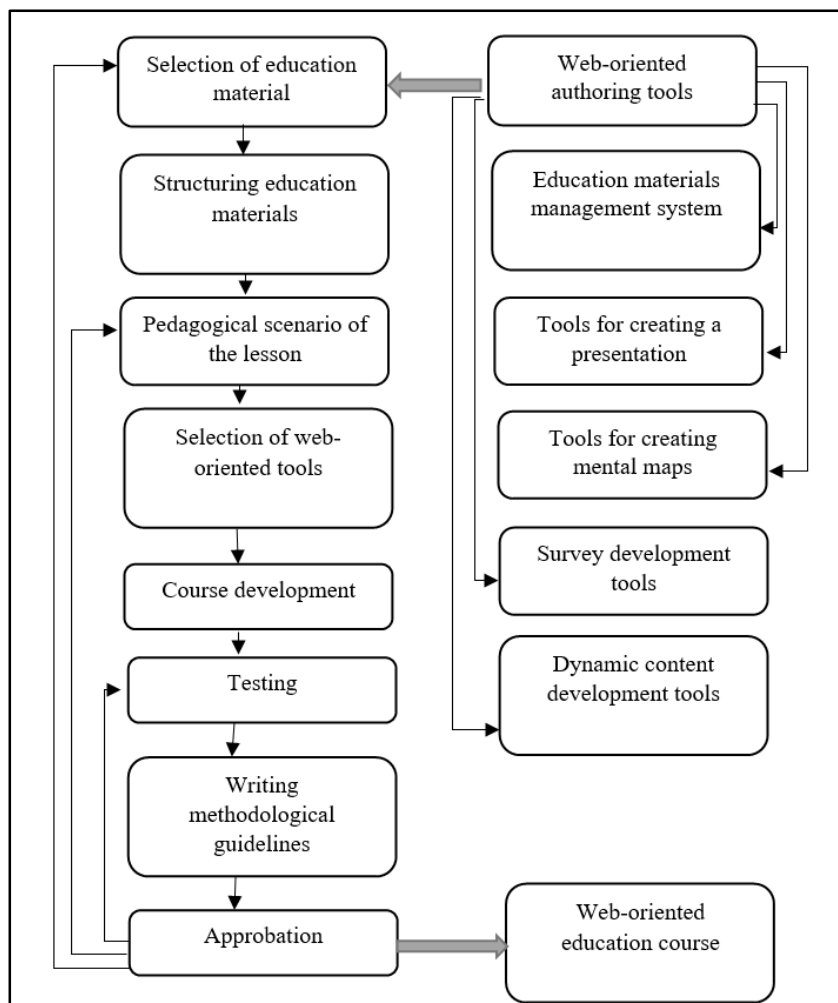 Selection of education
material
Structuring education
materials
Pedagogical scenario of
the lesson
Selection of web-
oriented tools
Course development
Testing
Writing
methodological
guidelines
Approbation
Web-oriented
authoring tools
Education materials
management system
Tools for creating a
presentation
Tools for creating
mental maps
Survey development
tools
Dynamic content
development tools
Web-oriented
education course